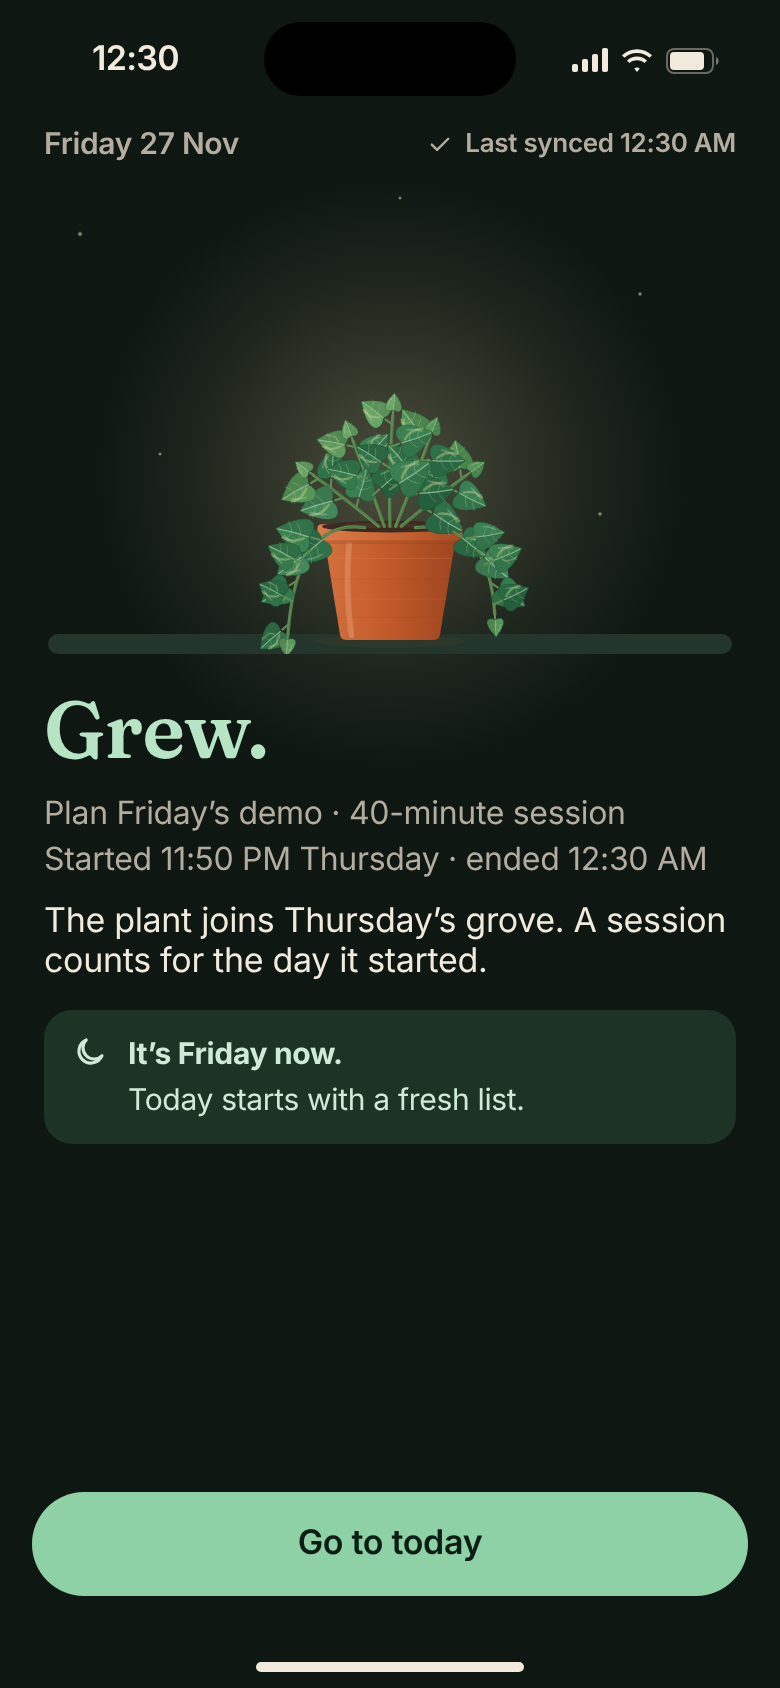 12:30
Friday 27 Nov
Last synced 12:30 AM
Grew.
Plan Friday’s demo · 40-minute session
Started 11:50 PM Thursday · ended 12:30 AM
The plant joins Thursday’s grove. A session
counts for the day it started.
It’s Friday now.
Today starts with a fresh list.
Go to today